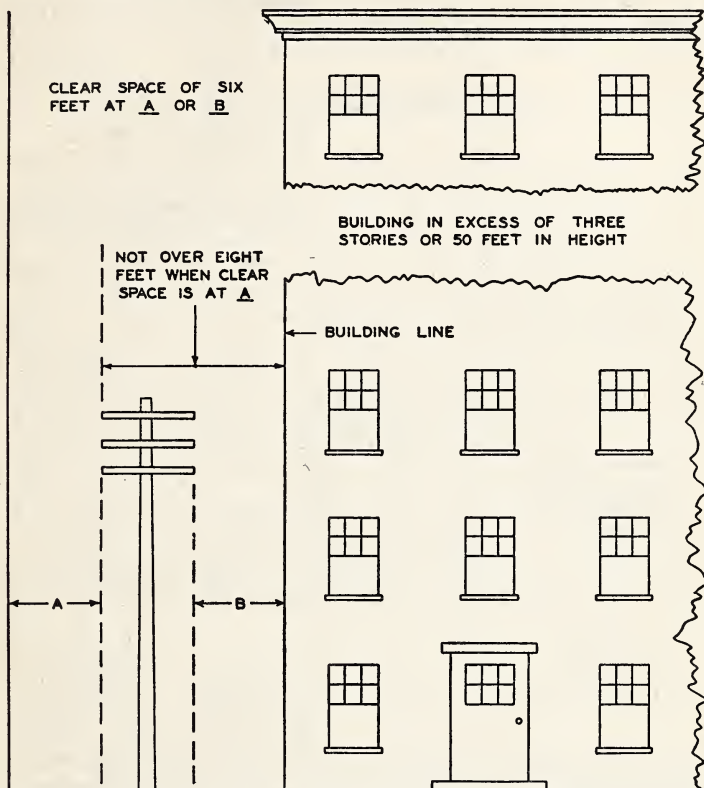 CLEAR SPACE OF SIX
FEET AT A OR B
BUILDING IN EXCESS OF THREE
STORIES OR 50 FEET IN HEIGHT
NOT OVER EIGHT
FEET WHEN CLEAR
SPACE IS AT A
BUILDING LINE
A
B